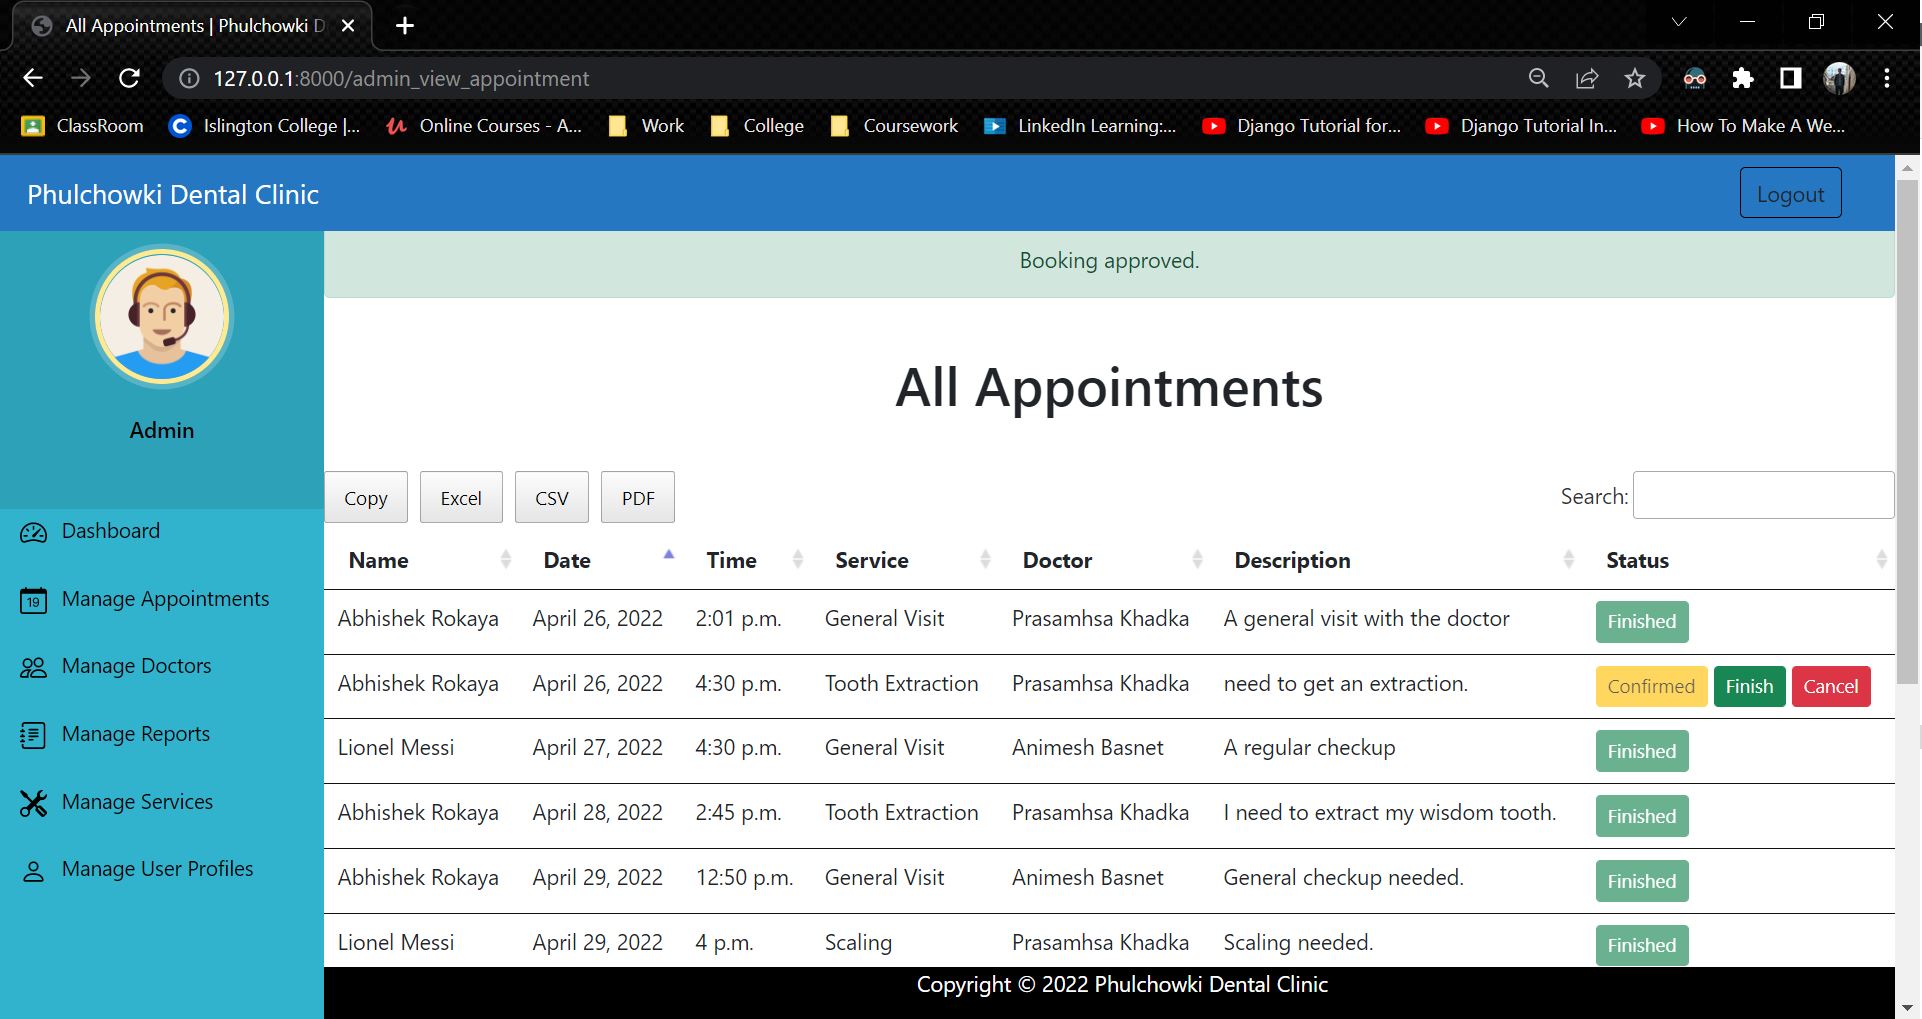 All Appointments | Phulchowki D
127.0.0.1:8000/admin_view_appointment
ClassRoom Islington College |... Online Courses - A... Work College Coursework LinkedIn Learning:... Django Tutorial for... Django Tutorial In... How To Make A We...
Phulchowki Dental Clinic Logout
Booking approved.
Admin
All Appointments
Copy Excel CSV PDF Search:
Dashboard
Manage Appointments
Manage Doctors
Manage Reports
Manage Services
Manage User Profiles
19
Name Date Time Service Doctor Description Status
Abhishek Rokaya April 26, 2022 2:01 p.m. General Visit Prasamhsa Khadka A general visit with the doctor Finished
Abhishek Rokaya April 26, 2022 4:30 p.m. Tooth Extraction Prasamhsa Khadka need to get an extraction. Confirmed Finish Cancel
Lionel Messi April 27, 2022 4:30 p.m. General Visit Animesh Basnet A regular checkup Finished
Abhishek Rokaya April 28, 2022 2:45 p.m. Tooth Extraction Prasamhsa Khadka I need to extract my wisdom tooth. Finished
Abhishek Rokaya April 29, 2022 12:50 p.m. General Visit Animesh Basnet General checkup needed. Finished
Lionel Messi April 29, 2022 4 p.m. Scaling Prasamhsa Khadka Scaling needed. Finished
Copyright © 2022 Phulchowki Dental Clinic